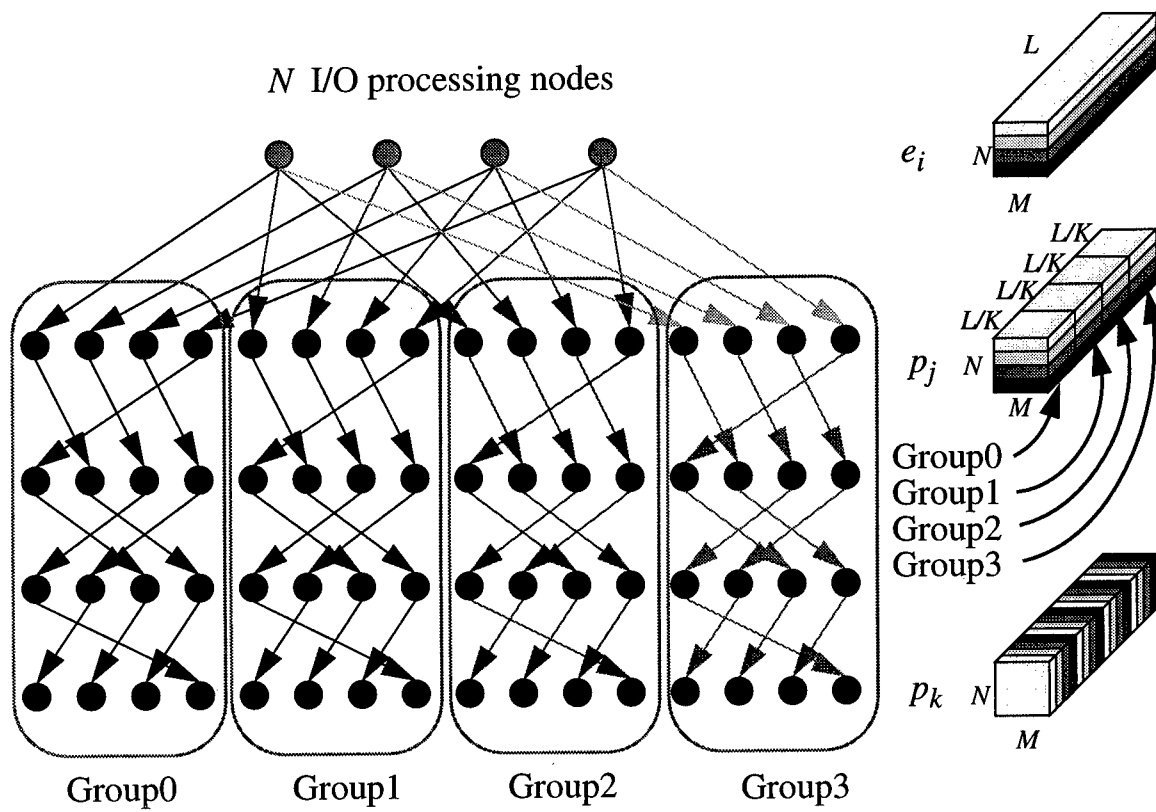 N I/O processing nodes
L
e_i
N
M
L/K
L/K
L/K
L/K
p_j
N
M
Group0
Group1
Group2
Group3
p_k
N
M
Group0
Group1
Group2
Group3